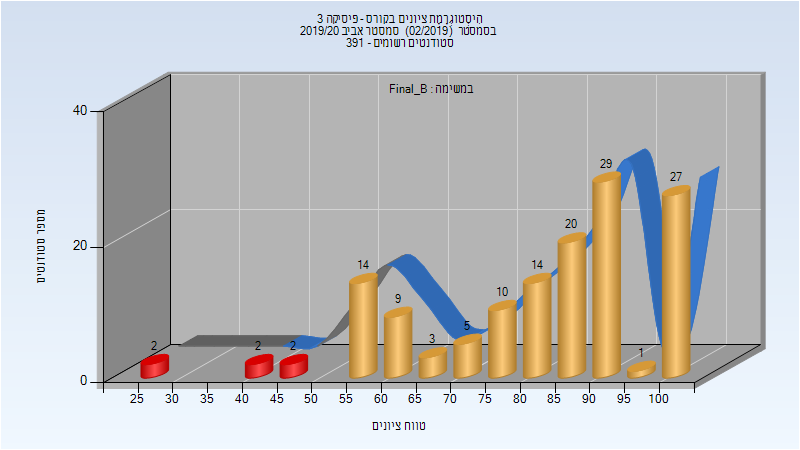 היסטוגרמת ציונים בקורס - פיסיקה 3
בסמסטר (02/2019) סמסטר אביב 2019/20
סטודנטים רשומים - 391
במשימה : Final_B
מספר סטודנטים
40
20
0
2
2
2
14
9
3
5
10
14
20
29
1
27
25 30 35 40 45 50 55 60 65 70 75 80 85 90 95 100
טווח ציונים